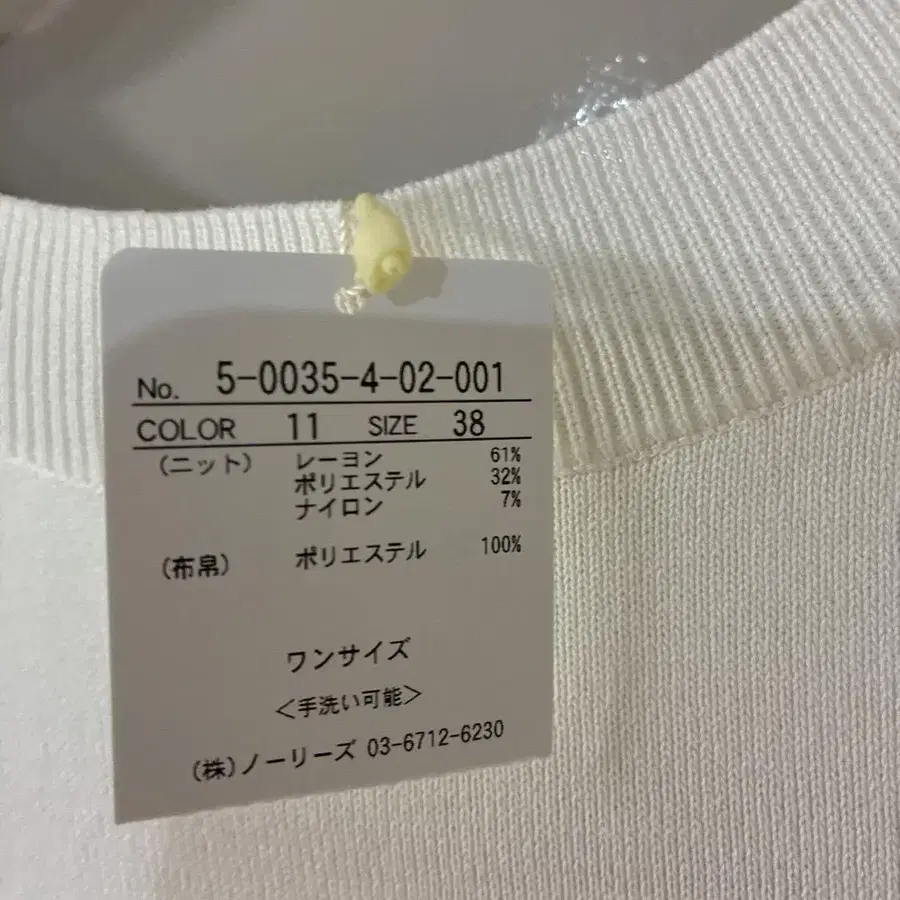 No. 5-0035-4-02-001
COLOR 11 SIZE 38
(ニット) レーヨン 61%
ポリエステル 32%
ナイロン 7%
(布帛) ポリエステル 100%
ワンサイズ
<手洗い可能>
(株)ノーリーズ 03-6712-6230